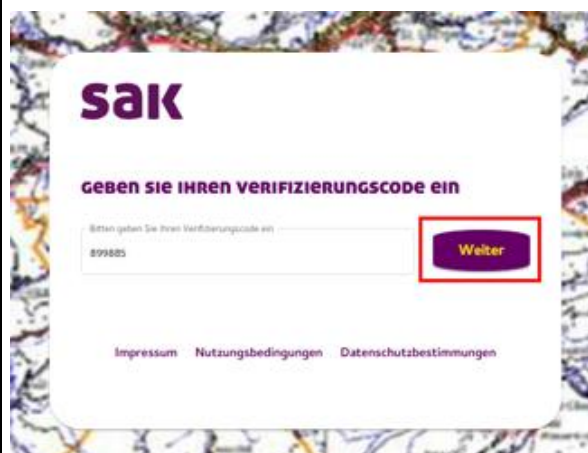 sak
Geben Sie Ihren Verifizierungscode ein
Bitten geben Sie Ihren Verifizierungscode ein
899885
Weiter
Impressum Nutzungsbedingungen Datenschutzbestimmungen